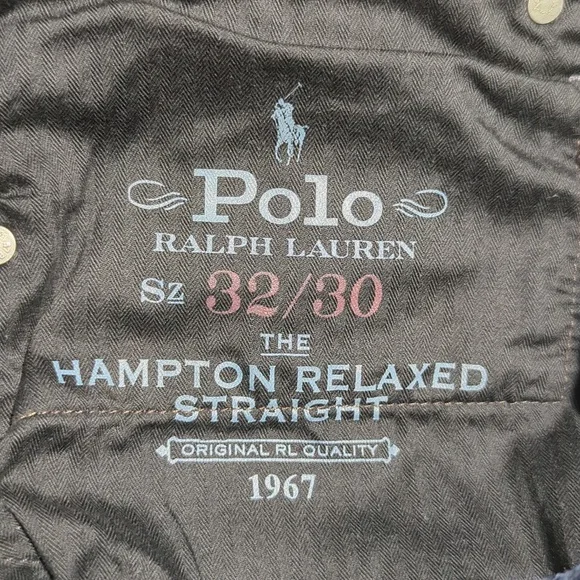 Polo
RALPH LAUREN
Sz 32/30
THE
HAMPTON RELAXED
STRAIGHT
ORIGINAL RL QUALITY
1967